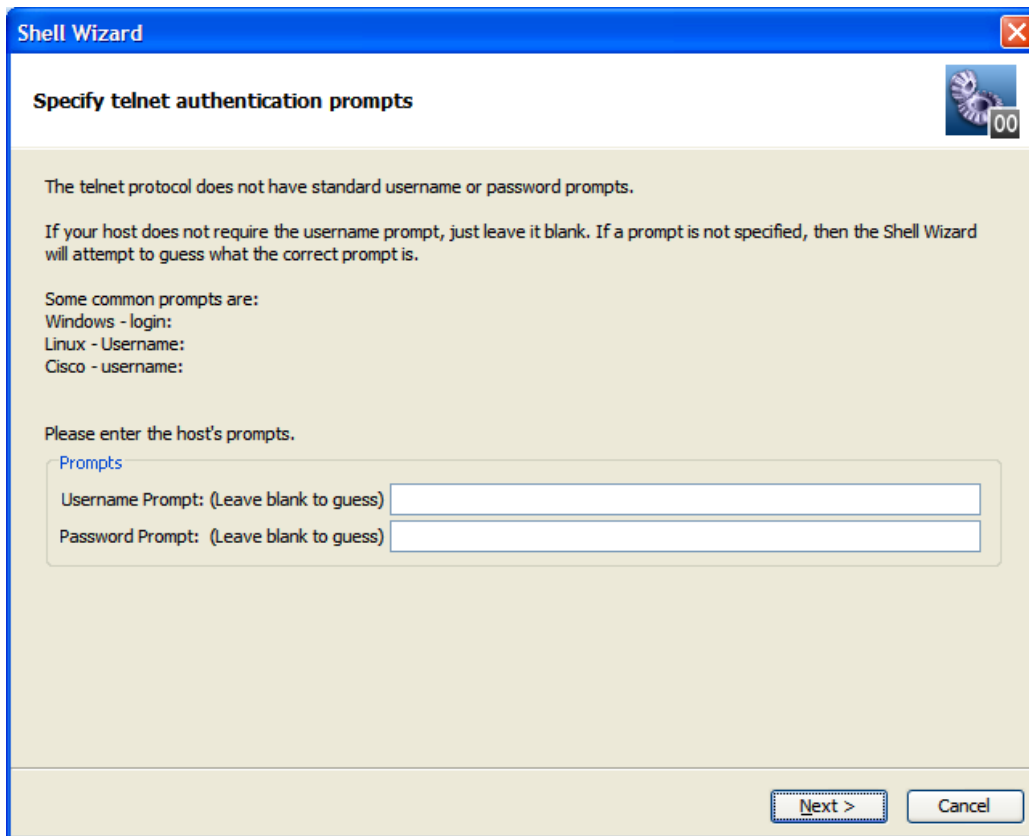 Shell Wizard
Specify telnet authentication prompts
00
The telnet protocol does not have standard username or password prompts.
If your host does not require the username prompt, just leave it blank. If a prompt is not specified, then the Shell Wizard
will attempt to guess what the correct prompt is.
Some common prompts are:
Windows - login:
Linux - Username:
Cisco - username:
Please enter the host's prompts.
Prompts
Username Prompt: (Leave blank to guess)
Password Prompt: (Leave blank to guess)
Next >
Cancel